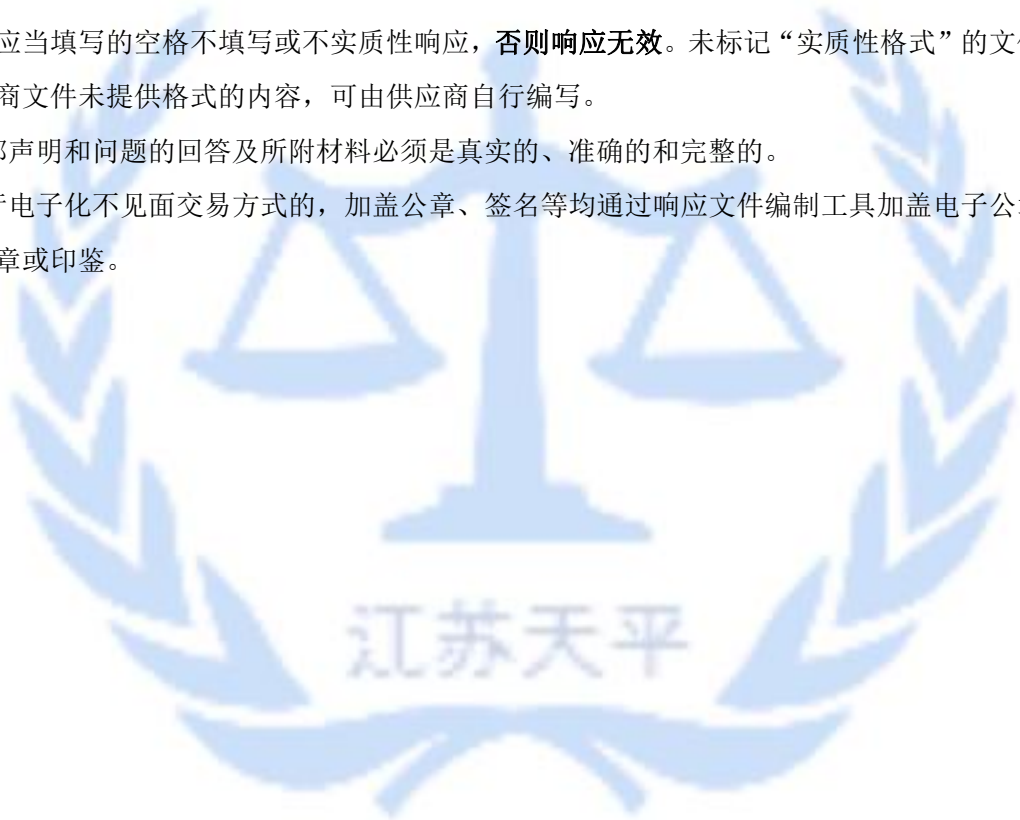 应当填写的空格不填写或不实质性响应，否则响应无效。未标记“实质性格式”的文
商文件未提供格式的内容，可由供应商自行编写。
声明和问题的回答及所附材料必须是真实的、准确的和完整的。
电子化不见面交易方式的，加盖公章、签名等均通过响应文件编制工具加盖电子公
章或印鉴。
江苏天平